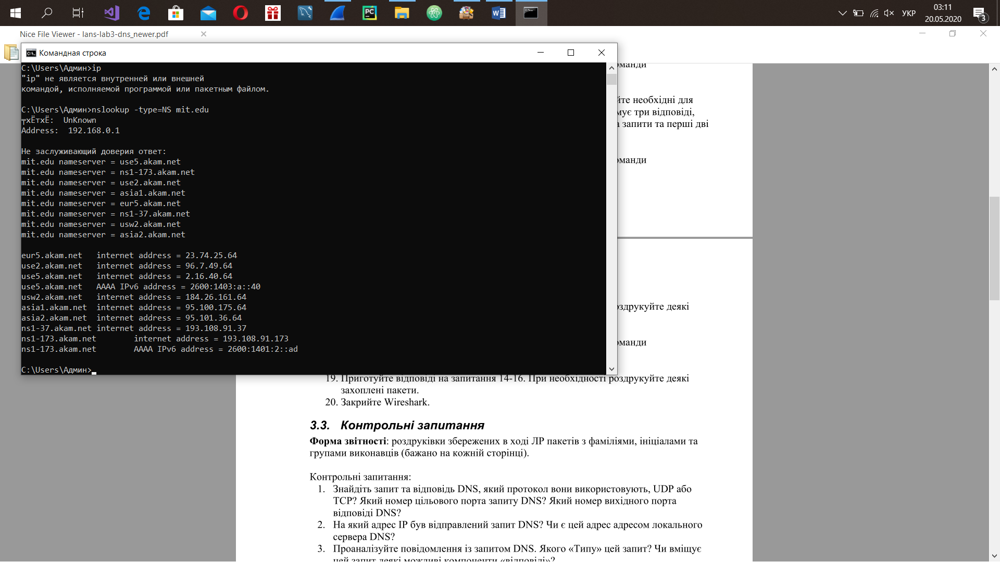 УКР
03:11
20.05.2020
3
Nice File Viewer - lans-lab3-dns_newer.pdf
Командная строка
C:\Users\Админ>ip
"ip" не является внутренней или внешней
командой, исполняемой программой или пакетным файлом.
C:\Users\Админ>nslookup -type=NS mit.edu
╤хЁтхЁ:  UnKnown
Address:  192.168.0.1
Не заслуживающий доверия ответ:
mit.edu nameserver = use5.akam.net
mit.edu nameserver = ns1-173.akam.net
mit.edu nameserver = use2.akam.net
mit.edu nameserver = asia1.akam.net
mit.edu nameserver = eur5.akam.net
mit.edu nameserver = ns1-37.akam.net
mit.edu nameserver = usw2.akam.net
mit.edu nameserver = asia2.akam.net
eur5.akam.net   internet address = 23.74.25.64
use2.akam.net   internet address = 96.7.49.64
use5.akam.net   internet address = 2.16.40.64
use5.akam.net   AAAA IPv6 address = 2600:1403:a::40
usw2.akam.net   internet address = 184.26.161.64
asia1.akam.net  internet address = 95.100.175.64
asia2.akam.net  internet address = 95.101.36.64
ns1-37.akam.net internet address = 193.108.91.37
ns1-173.akam.net        internet address = 193.108.91.173
ns1-173.akam.net        AAAA IPv6 address = 2600:1401:2::ad
C:\Users\Админ>
оманди
йте необхідні для
мує три відповіді,
а запити та перші дві
оманди
оздрукуйте деякі
оманди
19. Приготуйте відповіді на запитання 14-16. При необхідності роздрукуйте деякі
захоплені пакети.
20. Закрийте Wireshark.
3.3. Контрольні запитання
Форма звітності: роздруківки збережених в ході ЛР пакетів з фаміліями, ініціалами та
групами виконавців (бажано на кожній сторінці).
Контрольні запитання:
1. Знайдіть запит та відповідь DNS, який протокол вони використовують, UDP або
TCP? Який номер цільового порта запиту DNS? Який номер вихідного порта
відповіді DNS?
2. На який адрес IP був відправлений запит DNS? Чи є цей адрес адресом локального
сервера DNS?
3. Проаналізуйте повідомлення із запитом DNS. Якого «Типу» цей запит? Чи вміщує
цей запит деякі можливі компоненти «відповіді»?